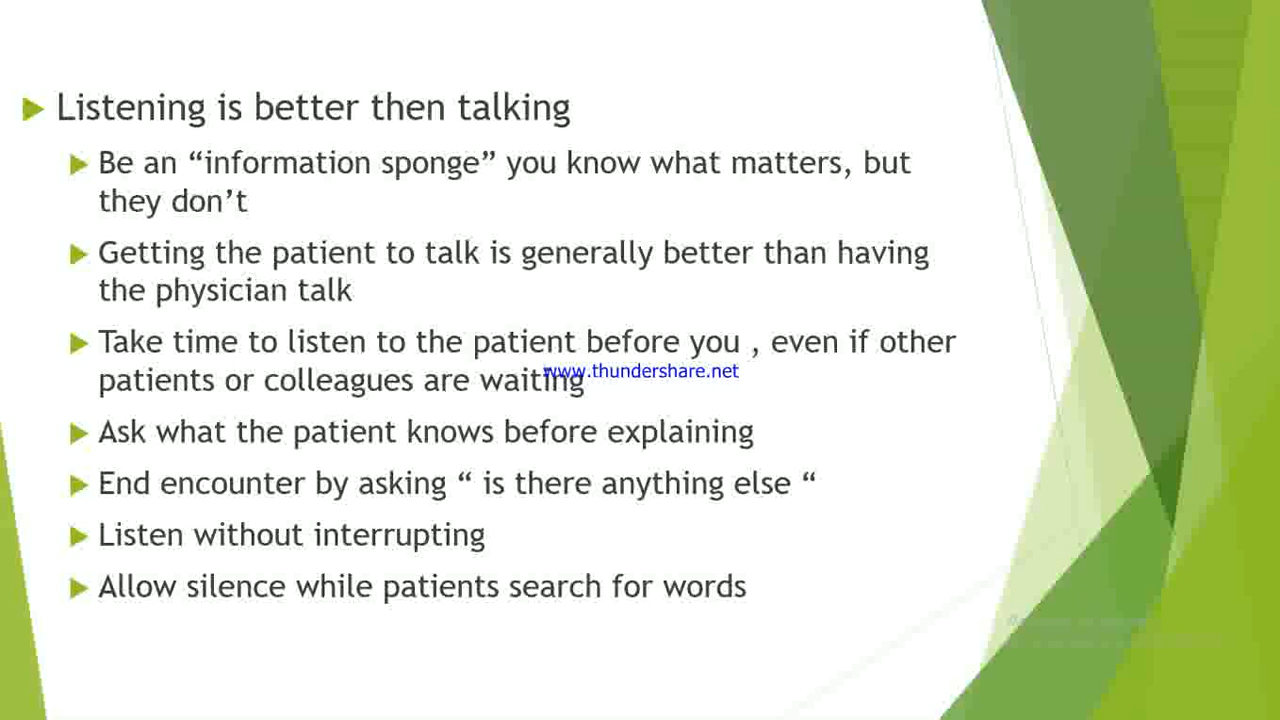 Listening is better then talking
Be an “information sponge” you know what matters, but
they don’t
Getting the patient to talk is generally better than having
the physician talk
Take time to listen to the patient before you , even if other
patients or colleagues are waiting
www.thundershare.net
Ask what the patient knows before explaining
End encounter by asking “ is there anything else “
Listen without interrupting
Allow silence while patients search for words